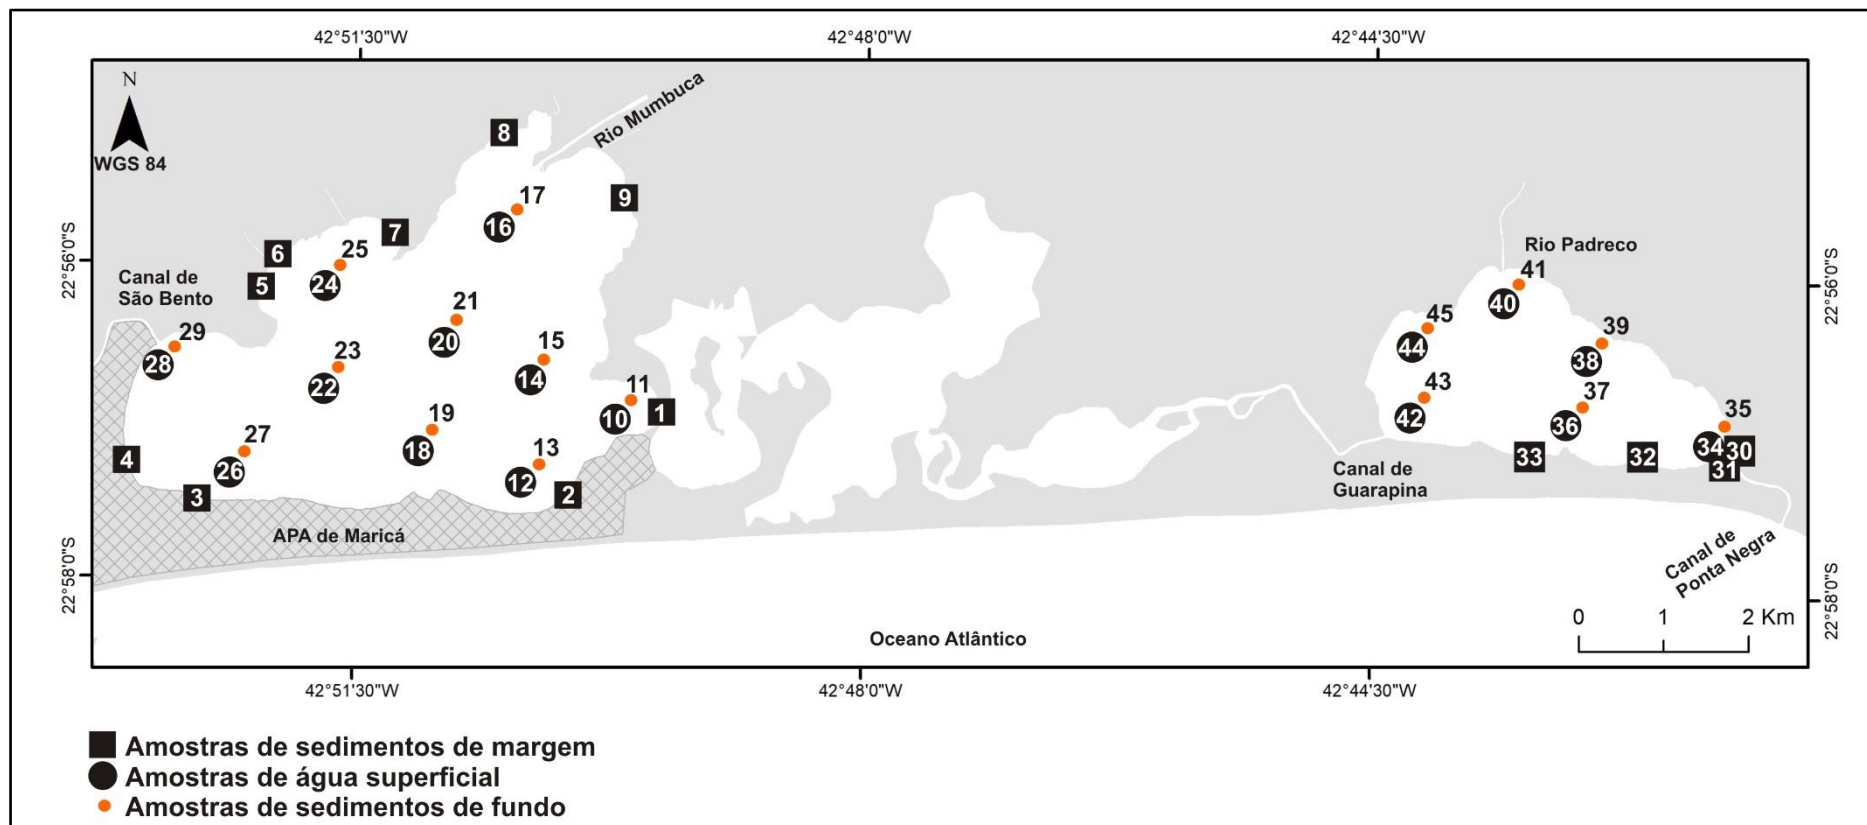 42°51'30"W
42°48'0"W
42°44'30"W
N
WGS 84
Rio Mumbuca
8
9
17
16
7
6
25
5
24
22°56'0"S
Canal de
São Bento
29
28
21
20
23
22
15
14
11
10
1
19
18
27
26
13
12
2
4
3
APA de Maricá
22°58'0"S
Rio Padreco
41
40
45
44
39
38
43
42
37
36
35
34
30
31
32
33
22°56'0"S
Canal de
Guarapina
Canal de
Ponta Negra
22°58'0"S
Oceano Atlântico
0 1 2 Km
42°51'30"W
42°48'0"W
42°44'30"W
Amostras de sedimentos de margem
Amostras de água superficial
Amostras de sedimentos de fundo